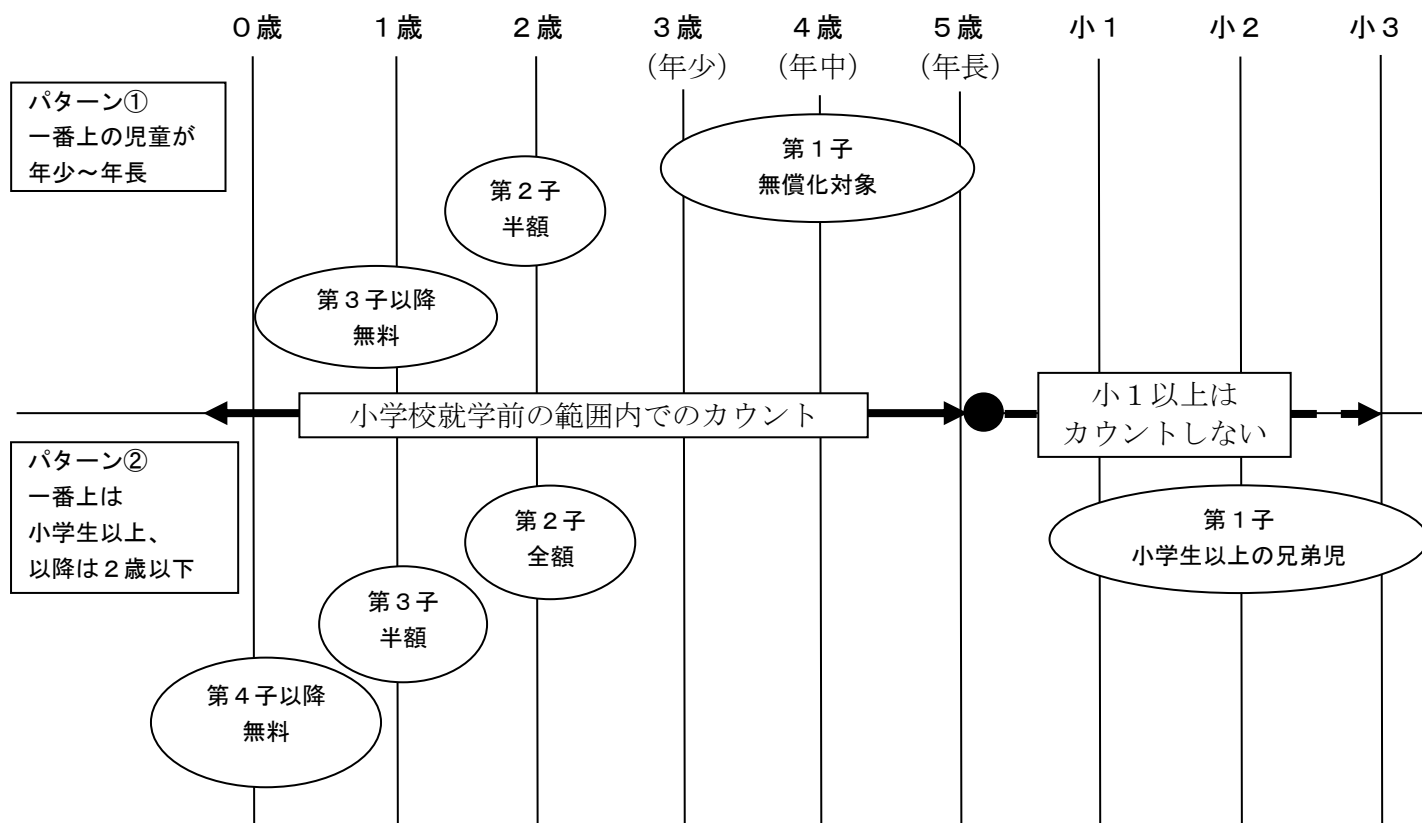 ０歳 １歳 ２歳 ３歳 ４歳 ５歳 小１ 小２ 小３
（年少） （年中） （年長）
パターン①
一番上の児童が
年少～年長
第１子
無償化対象
第２子
半額
第３子以降
無料
小学校就学前の範囲内でのカウント
小１以上は
カウントしない
パターン②
一番上は
小学生以上、
以降は２歳以下
第１子
小学生以上の兄弟児
第２子
全額
第３子
半額
第４子以降
無料